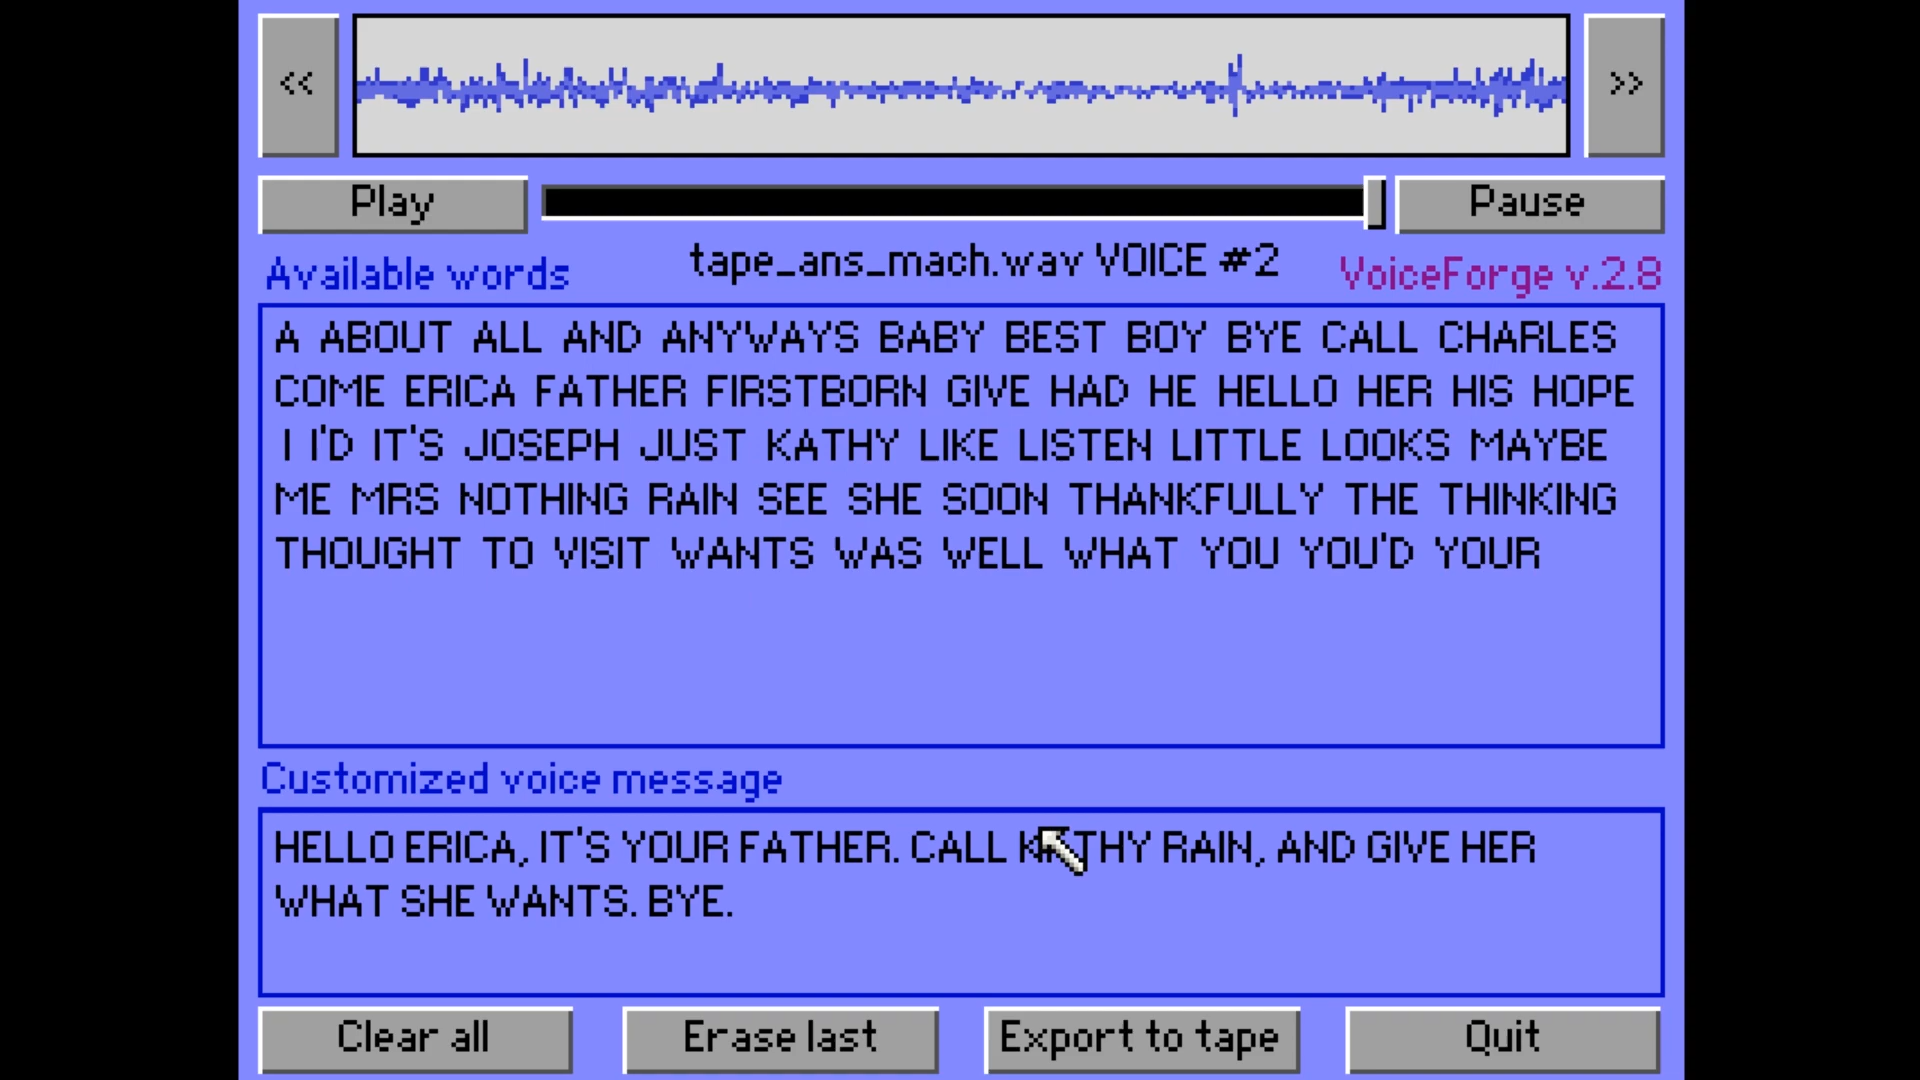 << >>
Play Pause
Available words tape_ans_mach.wav VOICE #2 VoiceForge v.2.8
A ABOUT ALL AND ANYWAYS BABY BEST BOY BYE CALL CHARLES
COME ERICA FATHER FIRSTBORN GIVE HAD HE HELLO HER HIS HOPE
I I'D IT'S JOSEPH JUST KATHY LIKE LISTEN LITTLE LOOKS MAYBE
ME MRS NOTHING RAIN SEE SHE SOON THANKFULLY THE THINKING
THOUGHT TO VISIT WANTS WAS WELL WHAT YOU YOU'D YOUR
Customized voice message
HELLO ERICA, IT'S YOUR FATHER. CALL KATHY RAIN, AND GIVE HER
WHAT SHE WANTS. BYE.
Clear all Erase last Export to tape Quit